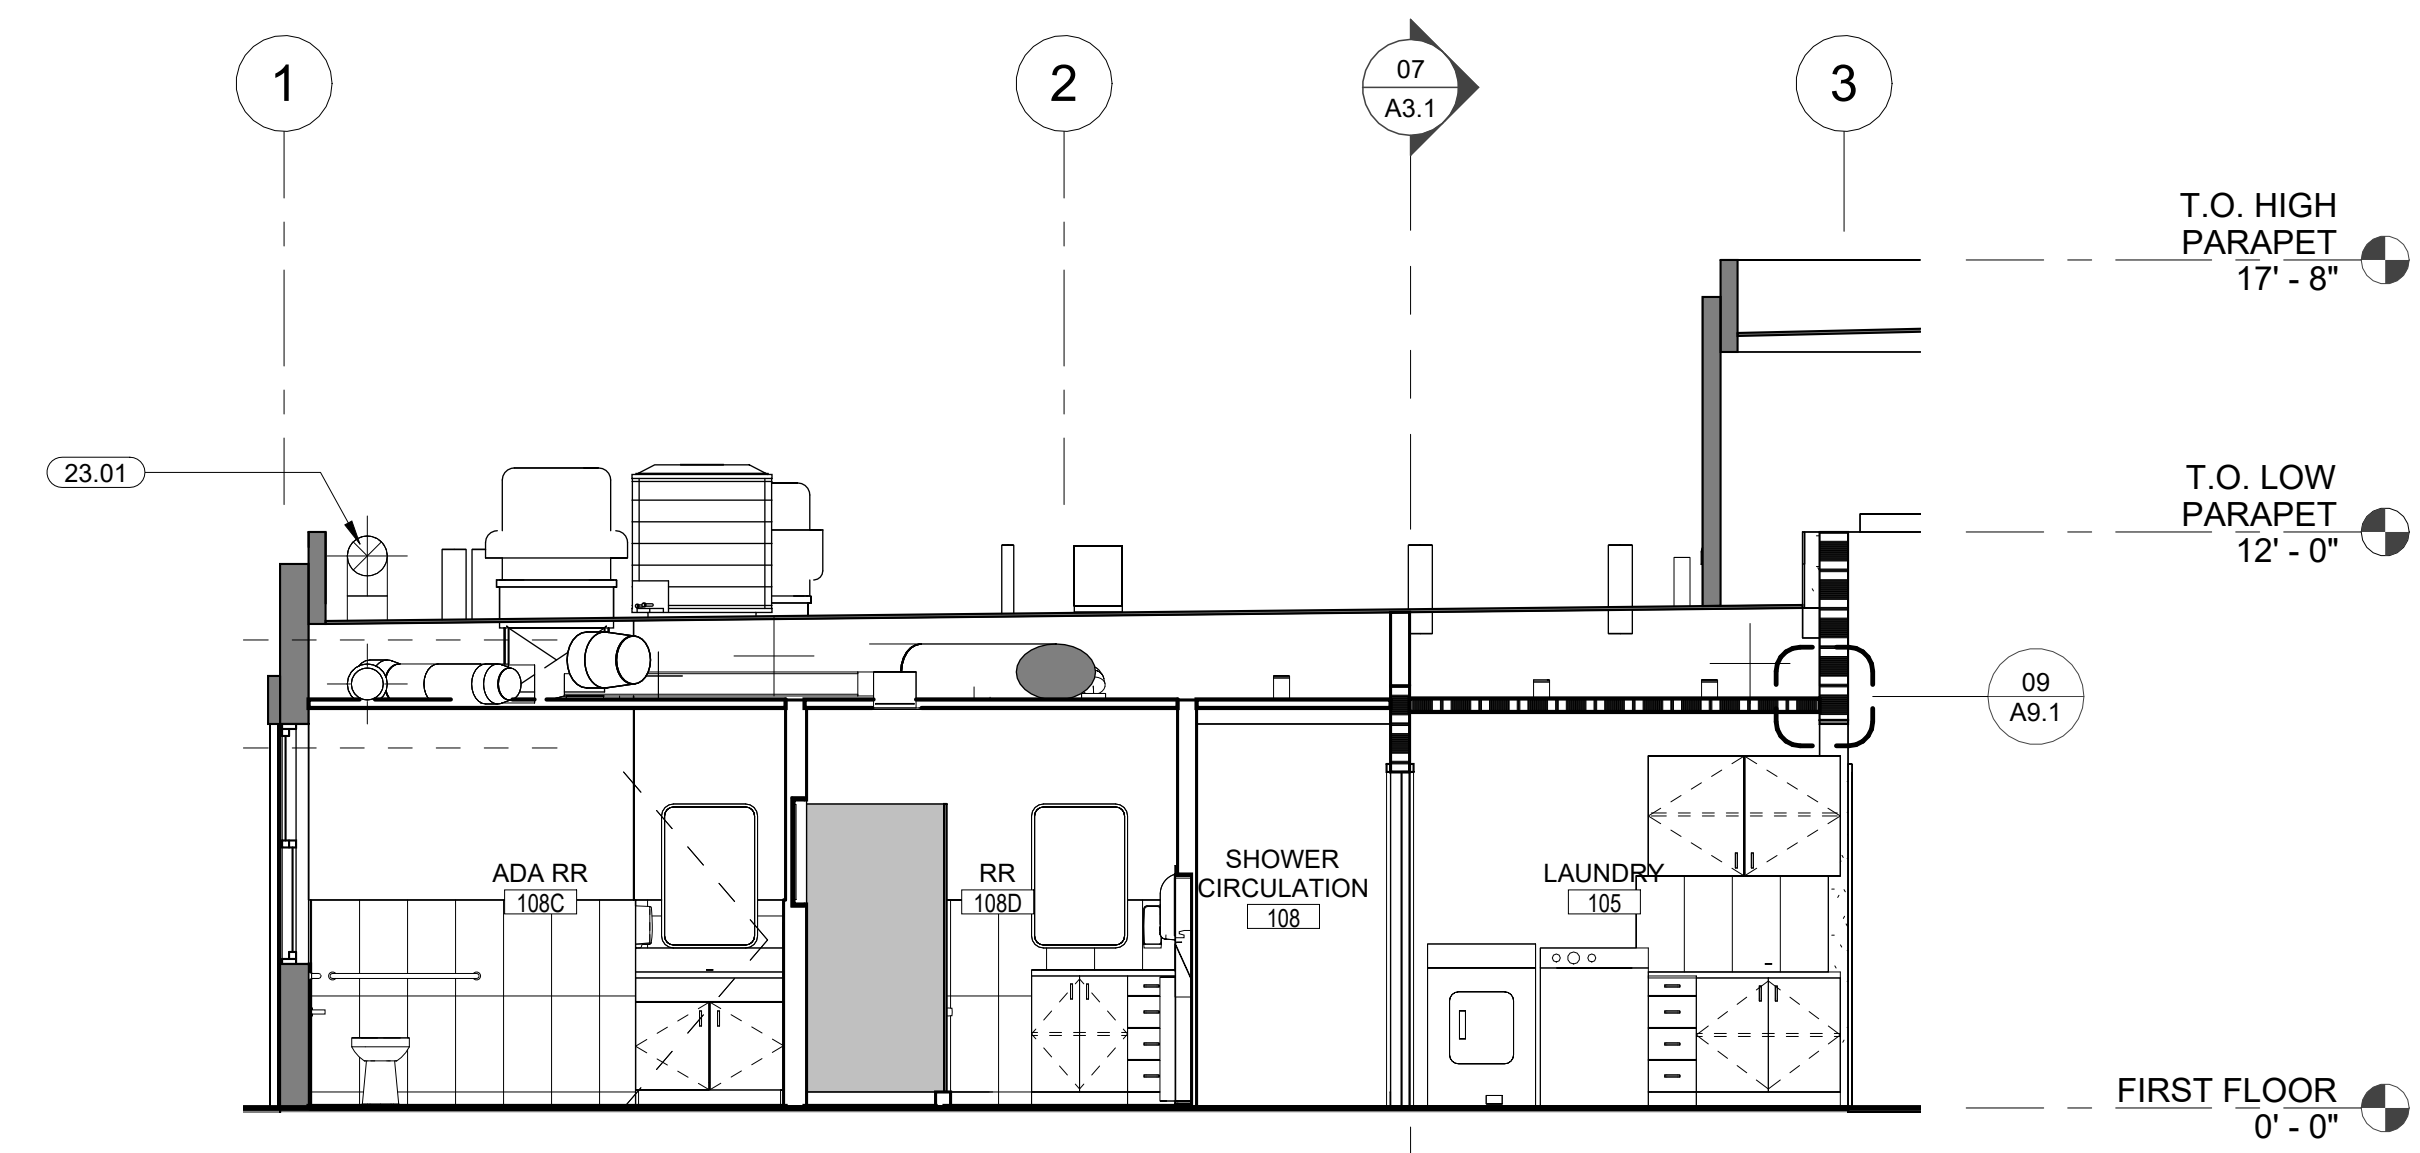 1
2
07
A3.1
3
T.O. HIGH
PARAPET
17' - 8"
23.01
T.O. LOW
PARAPET
12' - 0"
09
A9.1
ADA RR
108C
RR
108D
SHOWER
CIRCULATION
108
LAUNDRY
105
FIRST FLOOR
0' - 0"